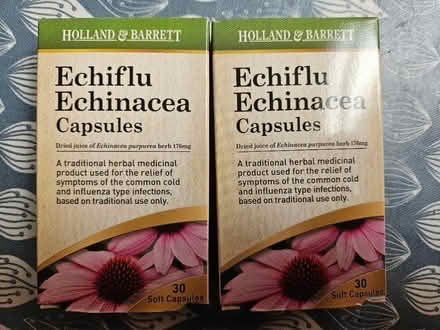 HOLLAND & BARRETT
Echiflu
Echinacea
Capsules
Dried juice of Echinacea purpurea herb 176mg
A traditional herbal medicinal
product used for the relief of
symptoms of the common cold
and influenza type infections,
based on traditional use only.
30
Soft Capsules
HOLLAND & BARRETT
Echiflu
Echinacea
Capsules
Dried juice of Echinacea purpurea herb 176mg
A traditional herbal medicinal
product used for the relief of
symptoms of the common cold
and influenza type infections,
based on traditional use only.
30
Soft Capsules